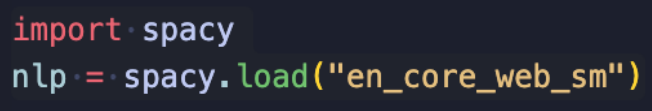 import spacy
nlp = spacy.load("en_core_web_sm")